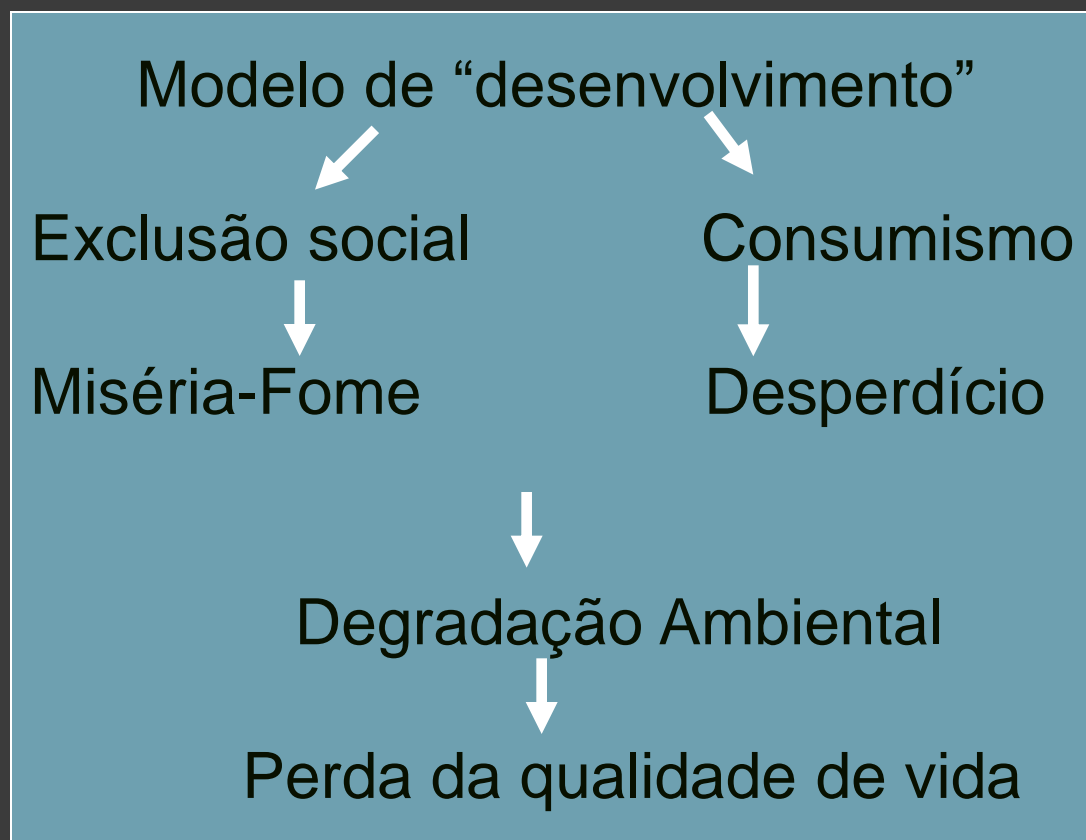 Modelo de “desenvolvimento”
Exclusão social Consumismo
Miséria-Fome Desperdício
Degradação Ambiental
Perda da qualidade de vida